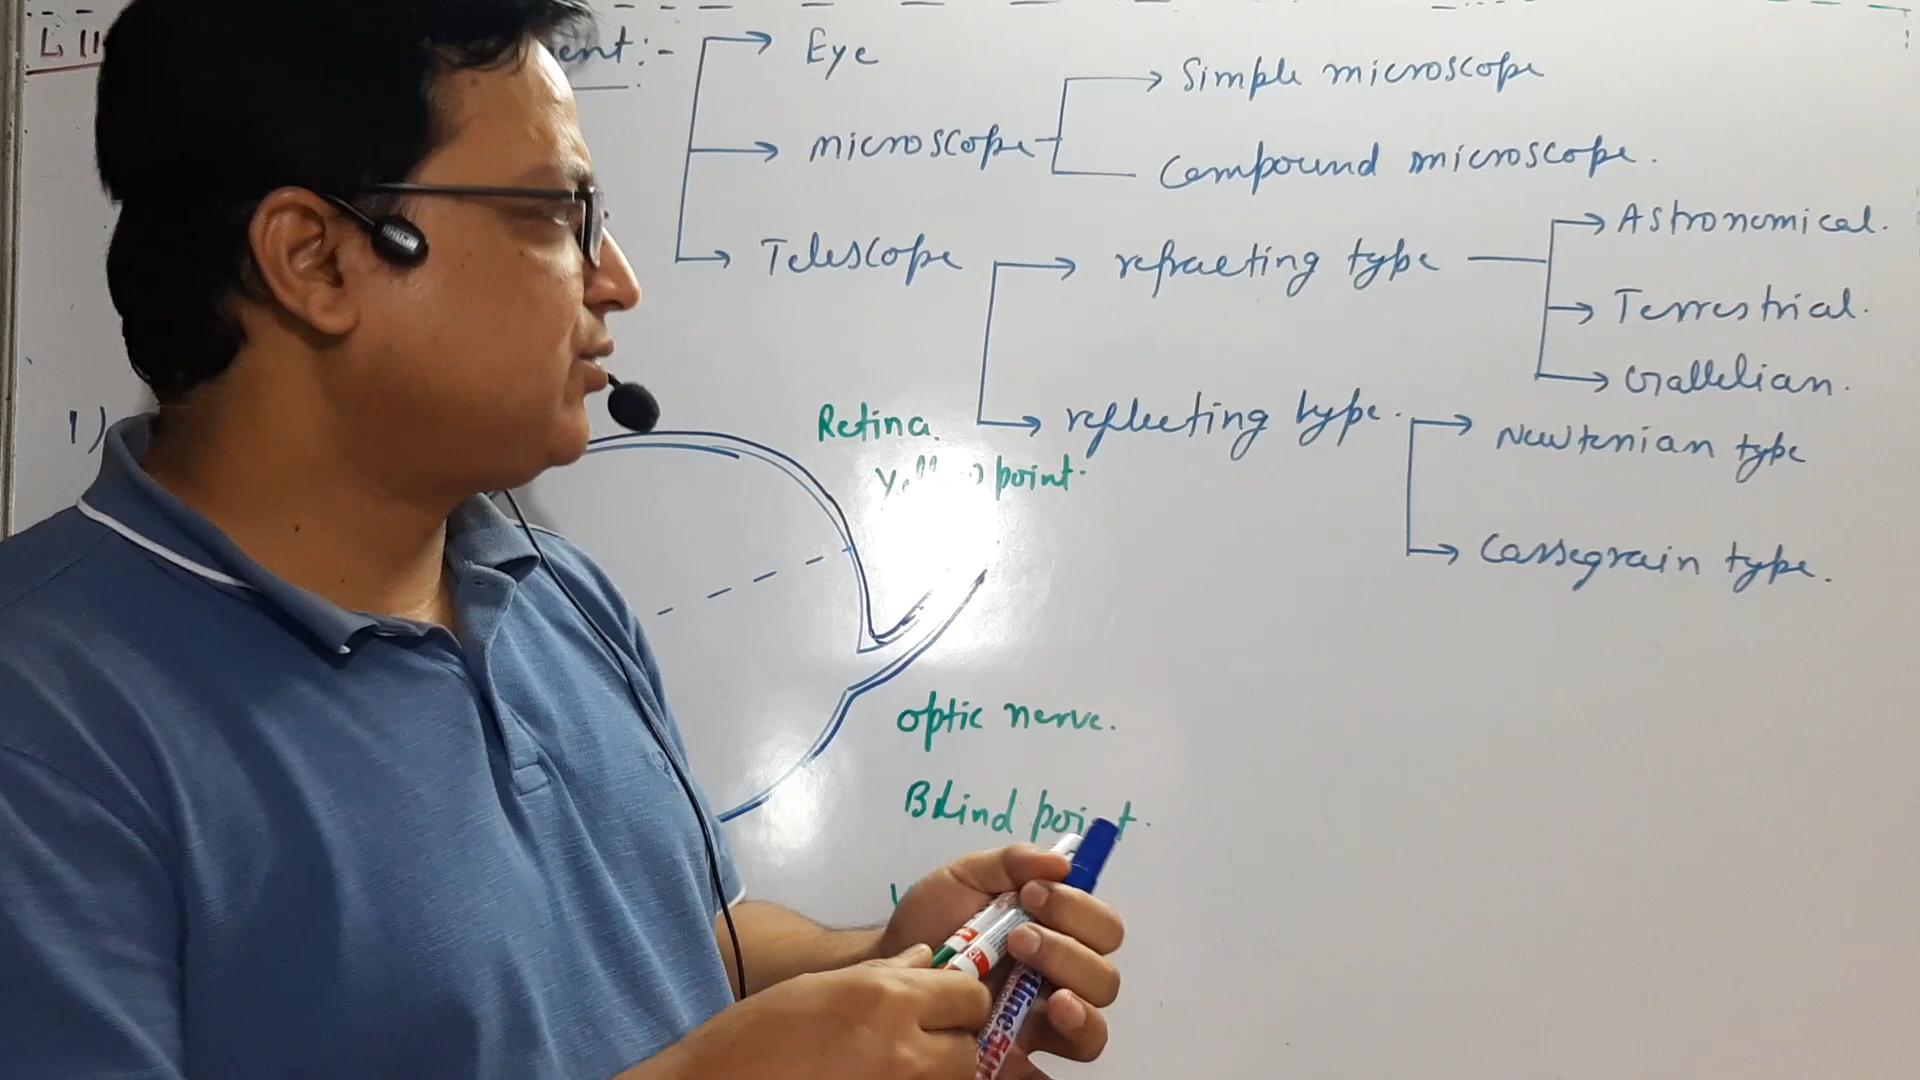 ent:-
Eye
microscope
Simple microscope
Compound microscope.
Telescope
refracting type
Astronomical.
Terrestrial.
Gallelian.
reflecting type.
Newtonian type
Cassegrain type.
1)
Retina.
point.
optic nerve.
Blind point.